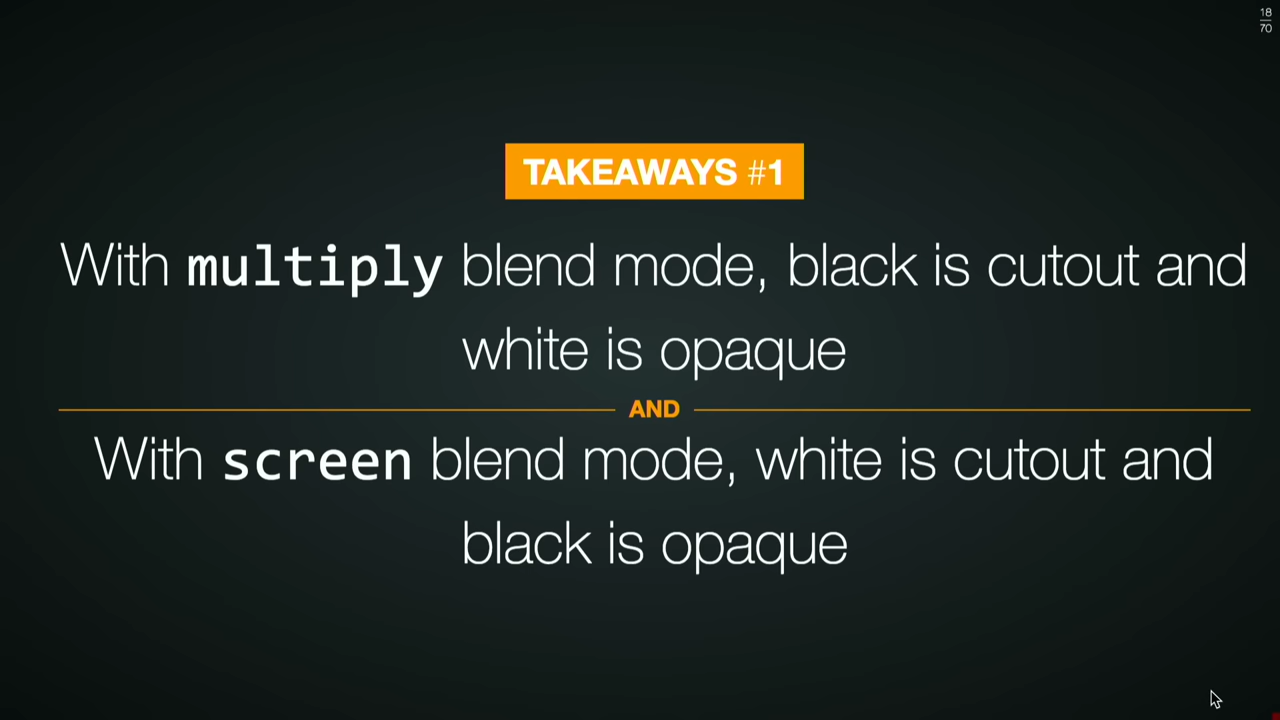 18
70
TAKEAWAYS #1
With multiply blend mode, black is cutout and
white is opaque
AND
With screen blend mode, white is cutout and
black is opaque